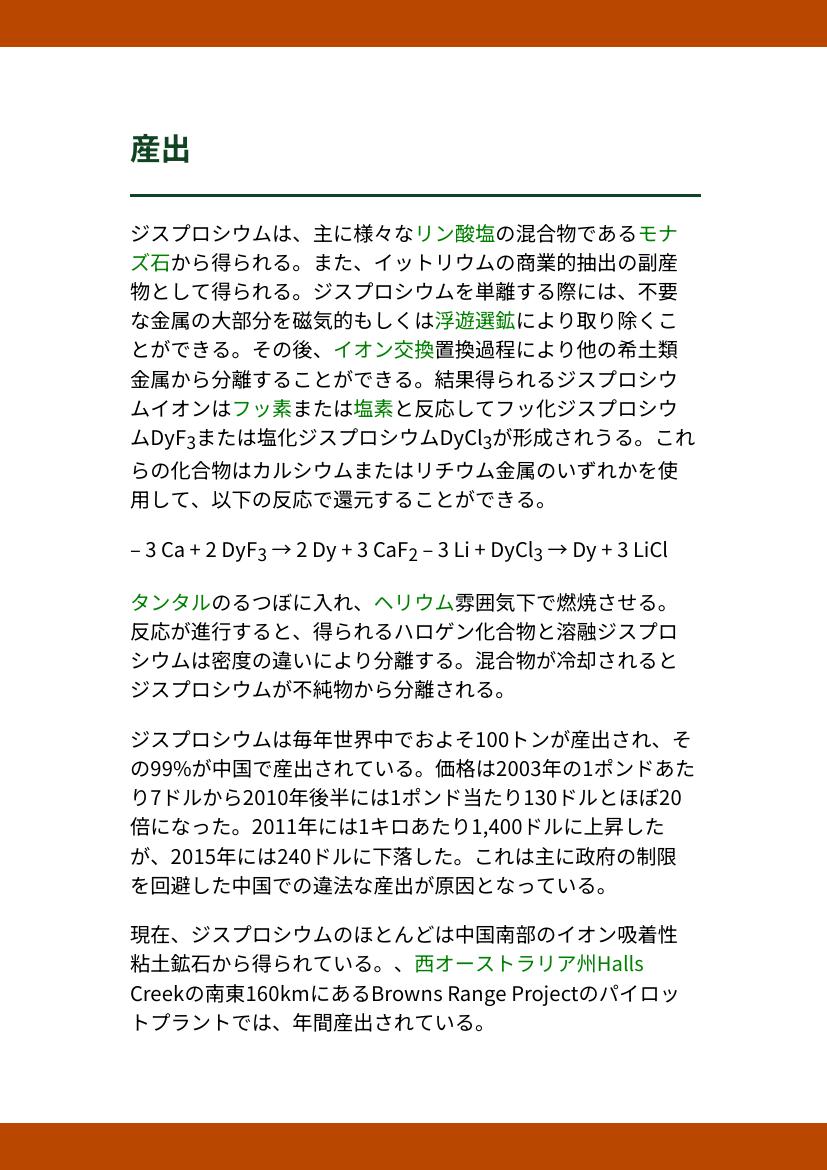 産出
ジスプロシウムは、主に様々なリン酸塩の混合物であるモナ
ズ石から得られる。また、イットリウムの商業的抽出の副産
物として得られる。ジスプロシウムを単離する際には、不要
な金属の大部分を磁気的もしくは浮遊選鉱により取り除くこ
とができる。その後、イオン交換置換過程により他の希土類
金属から分離することができる。結果得られるジスプロシウ
ムイオンはフッ素または塩素と反応してフッ化ジスプロシウ
ムDyF3または塩化ジスプロシウムDyCl3が形成されうる。これ
らの化合物はカルシウムまたはリチウム金属のいずれかを使
用して、以下の反応で還元することができる。
– 3 Ca + 2 DyF3 → 2 Dy + 3 CaF2 – 3 Li + DyCl3 → Dy + 3 LiCl
タンタルのるつぼに入れ、ヘリウム雰囲気下で燃焼させる。
反応が進行すると、得られるハロゲン化合物と溶融ジスプロ
シウムは密度の違いにより分離する。混合物が冷却されると
ジスプロシウムが不純物から分離される。
ジスプロシウムは毎年世界中でおよそ100トンが産出され、そ
の99%が中国で産出されている。価格は2003年の1ポンドあた
り7ドルから2010年後半には1ポンド当たり130ドルとほぼ20
倍になった。2011年には1キロあたり1,400ドルに上昇した
が、2015年には240ドルに下落した。これは主に政府の制限
を回避した中国での違法な産出が原因となっている。
現在、ジスプロシウムのほとんどは中国南部のイオン吸着性
粘土鉱石から得られている。、西オーストラリア州Halls
Creekの南東160kmにあるBrowns Range Projectのパイロッ
トプラントでは、年間産出されている。